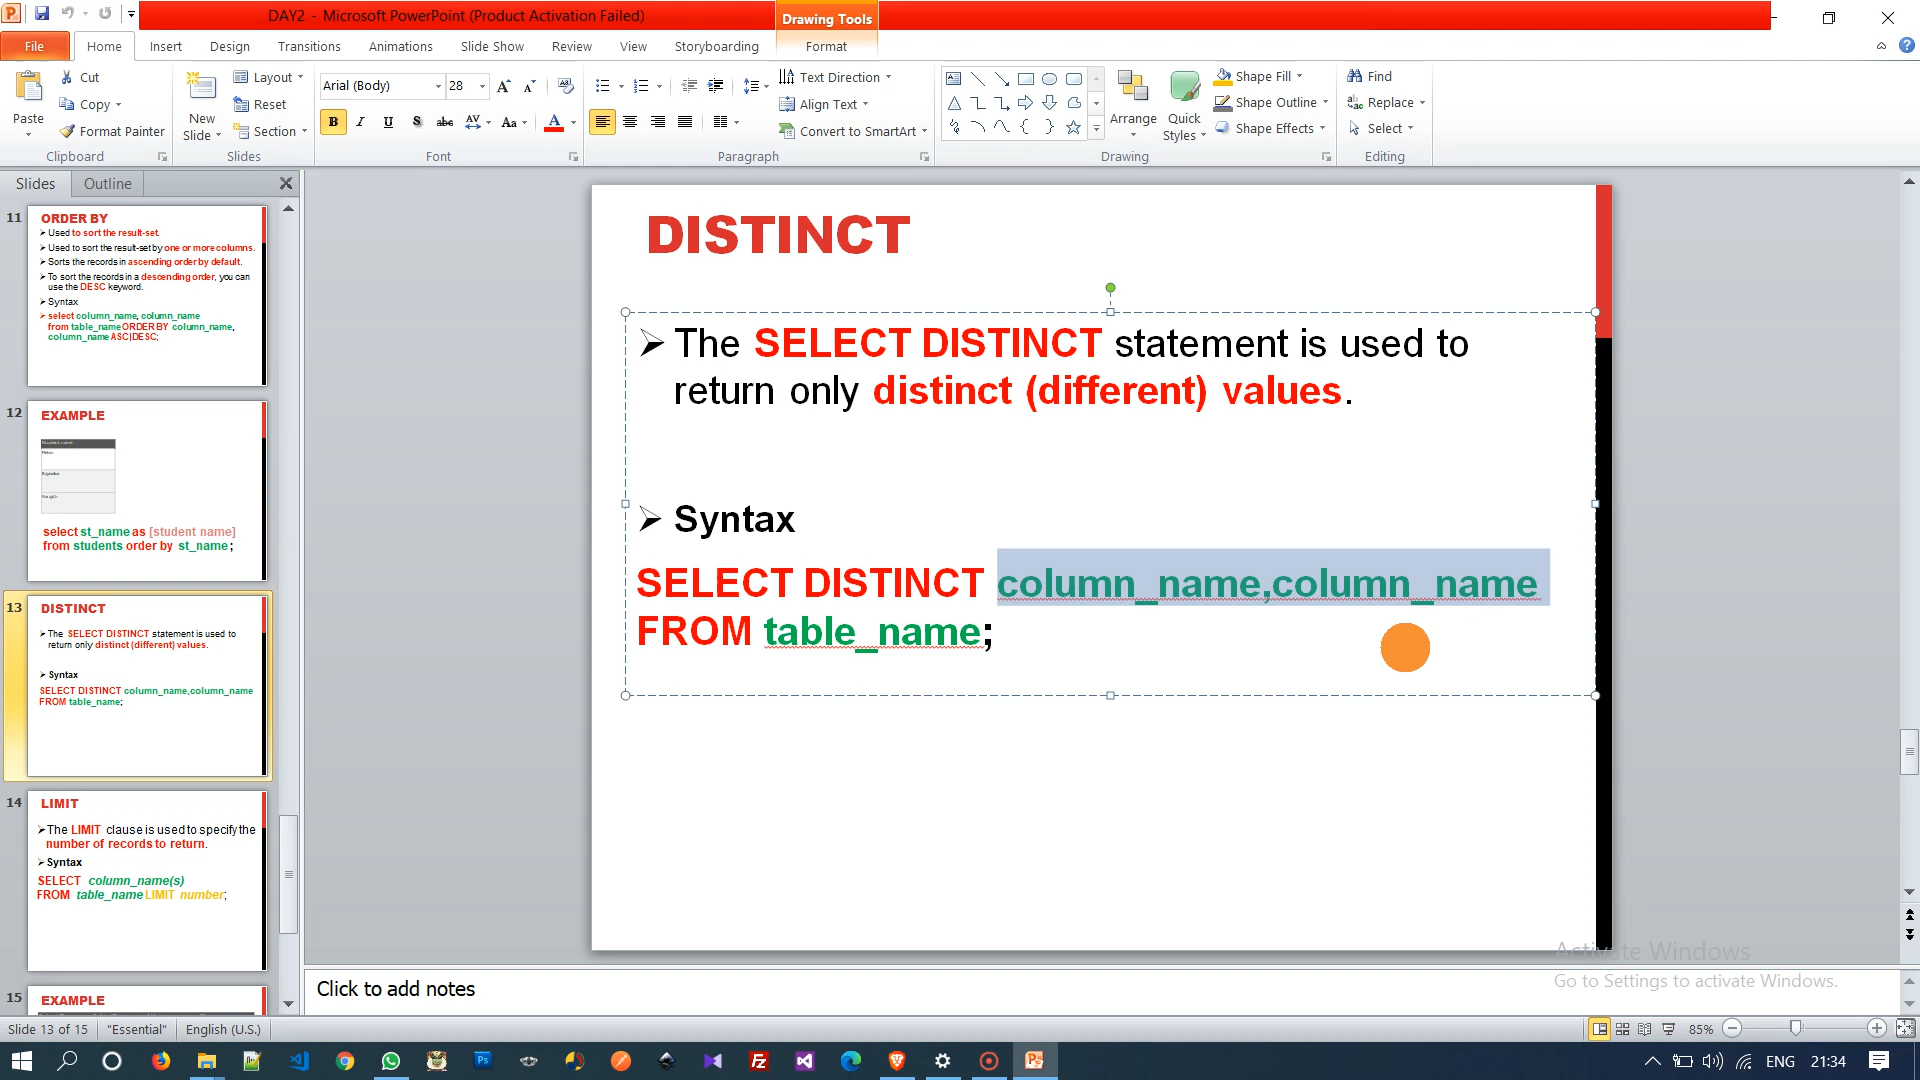 DAY2 - Microsoft PowerPoint (Product Activation Failed)
Drawing Tools
File
Home
Insert
Design
Transitions
Animations
Slide Show
Review
View
Storyboarding
Format
Paste
Cut
Copy
Format Painter
Clipboard
New Slide
Layout
Reset
Section
Slides
Arial (Body)
28
Font
Text Direction
Align Text
Convert to SmartArt
Paragraph
Arrange
Quick Styles
Shape Fill
Shape Outline
Shape Effects
Drawing
Find
Replace
Select
Editing
Slides
Outline
11
ORDER BY
Used to sort the result-set.
Used to sort the result-set by one or more columns.
Sorts the records in ascending order by default.
To sort the records in a descending order, you can
use the DESC keyword.
Syntax
select column_name, column_name
from table_name ORDER BY column_name,
column_name ASC|DESC;
12
EXAMPLE
select st_name as [student name]
from students order by st_name;
13
DISTINCT
The SELECT DISTINCT statement is used to
return only distinct (different) values.
Syntax
SELECT DISTINCT column_name,column_name
FROM table_name;
14
LIMIT
The LIMIT clause is used to specify the
number of records to return.
Syntax
SELECT column_name(s)
FROM table_name LIMIT number;
15
EXAMPLE
DISTINCT
The SELECT DISTINCT statement is used to
return only distinct (different) values.
Syntax
SELECT DISTINCT column_name,column_name
FROM table_name;
Activate Windows
Go to Settings to activate Windows.
Click to add notes
Slide 13 of 15
"Essential"
English (U.S.)
85%
ENG
21:34